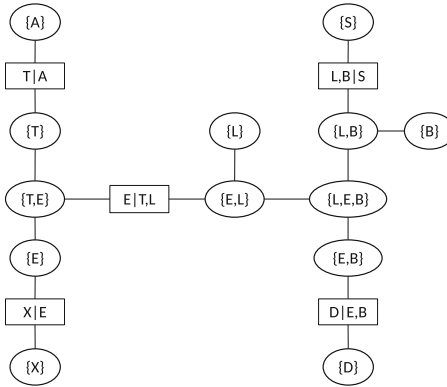 {A}
{S}
T|A
L,B|S
{T}
{L}
{L,B}
{B}
{T,E}
E|T,L
{E,L}
{L,E,B}
{E}
{E,B}
X|E
D|E,B
{X}
{D}